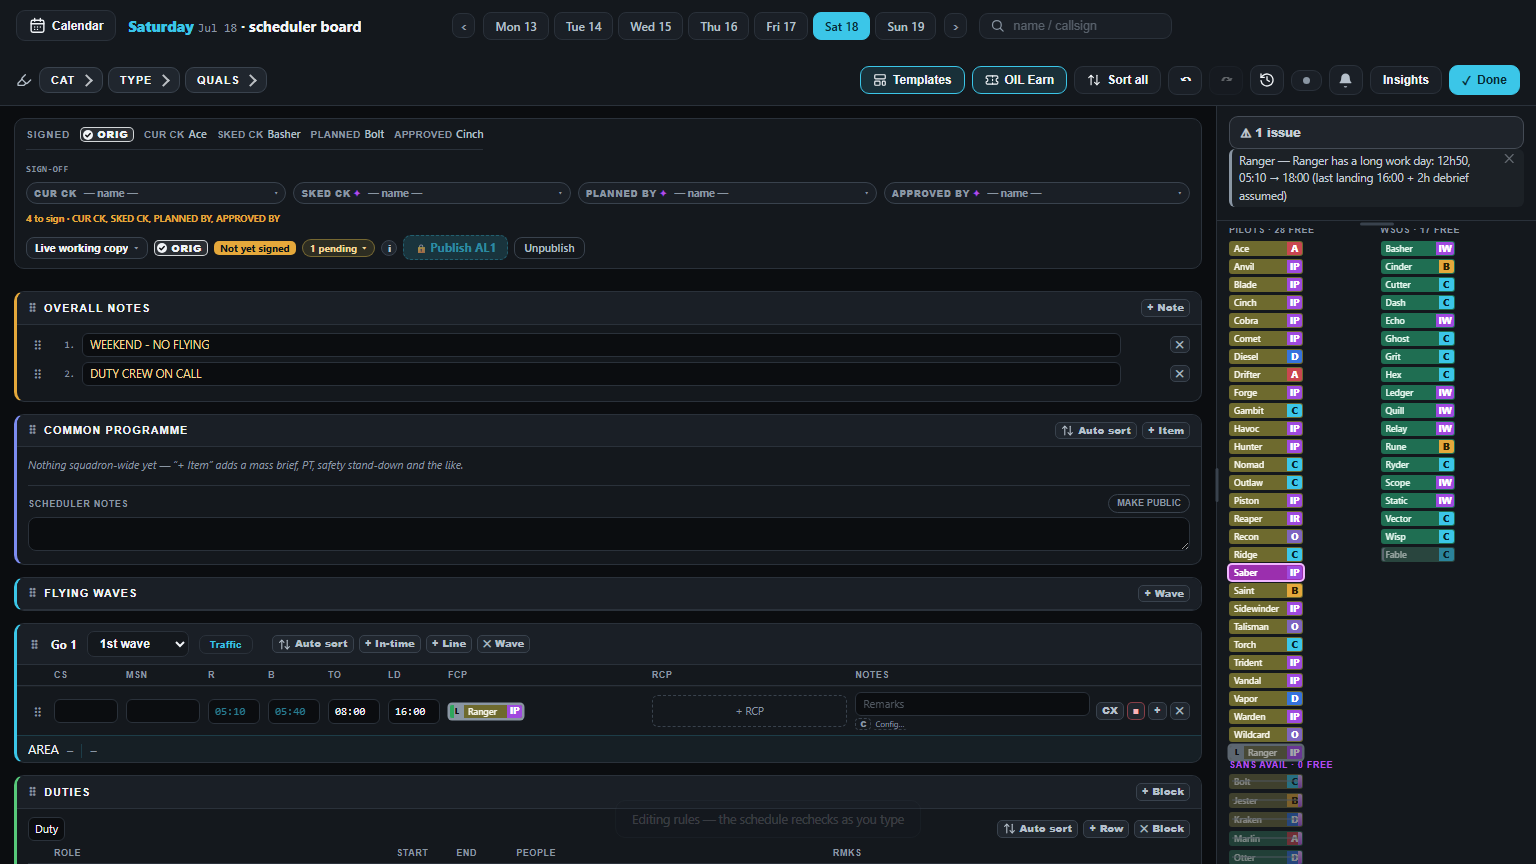 Calendar
Saturday Jul 18 · scheduler board
‹ Mon 13 Tue 14 Wed 15 Thu 16 Fri 17 Sat 18 Sun 19 ›
name / callsign
CAT TYPE QUALS
Templates OIL Earn Sort all Insights ✓ Done
SIGNED ORIG CUR CK Ace SKED CK Basher PLANNED Bolt APPROVED Cinch
SIGN-OFF
CUR CK — name — SKED CK ✦ — name — PLANNED BY ✦ — name — APPROVED BY ✦ — name —
4 to sign · CUR CK, SKED CK, PLANNED BY, APPROVED BY
Live working copy ORIG Not yet signed 1 pending i Publish AL1 Unpublish
OVERALL NOTES + Note
1. WEEKEND - NO FLYING ✕
2. DUTY CREW ON CALL ✕
COMMON PROGRAMME Auto sort + Item
Nothing squadron-wide yet — "+ Item" adds a mass brief, PT, safety stand-down and the like.
SCHEDULER NOTES MAKE PUBLIC
FLYING WAVES + Wave
Go 1 1st wave Traffic Auto sort + In-time + Line ✕ Wave
CS MSN R B TO LD FCP RCP NOTES
05:10 05:40 08:00 16:00 L Ranger IP + RCP Remarks CX + ✕
C Config...
AREA – –
DUTIES + Block
Duty Auto sort + Row ✕ Block
Editing rules — the schedule rechecks as you type
ROLE START END PEOPLE RMKS
⚠ 1 issue
Ranger — Ranger has a long work day: 12h50,
05:10 → 18:00 (last landing 16:00 + 2h debrief
assumed)
PILOTS · 28 FREE
Ace A
Anvil IP
Blade IP
Cinch IP
Cobra IP
Comet IP
Diesel D
Drifter A
Forge IP
Gambit C
Havoc IP
Hunter IP
Nomad C
Outlaw C
Piston IP
Reaper IR
Recon O
Ridge C
Saber IP
Saint B
Sidewinder IP
Talisman O
Torch C
Trident IP
Vandal IP
Vapor D
Warden IP
Wildcard O
L Ranger IP
WSOS · 17 FREE
Basher IW
Cinder B
Cutter C
Dash C
Echo IW
Ghost C
Grit C
Hex C
Ledger IW
Quill IW
Relay IW
Rune B
Ryder C
Scope IW
Static IW
Vector C
Wisp C
Fable C
SANS AVAIL · 0 FREE
Bolt C
Jester B
Kraken D
Marlin A
Otter D